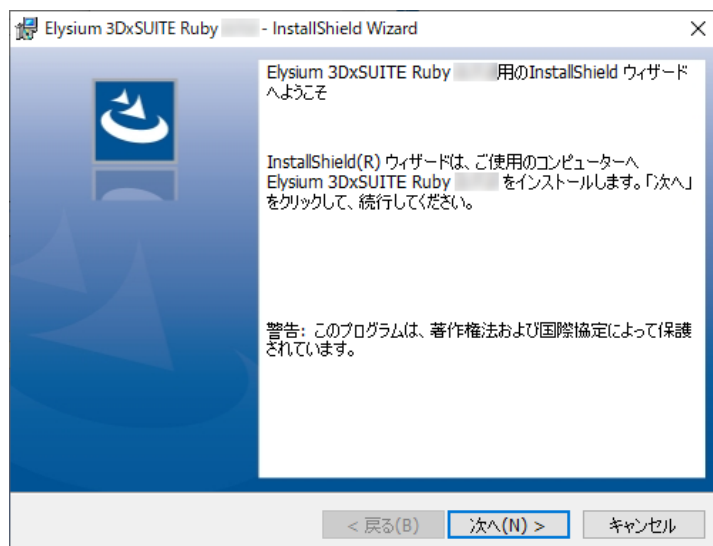 Elysium 3DxSUITE Ruby - InstallShield Wizard
Elysium 3DxSUITE Ruby 用のInstallShield ウィザード
へようこそ
InstallShield(R) ウィザードは、ご使用のコンピューターへ
Elysium 3DxSUITE Ruby をインストールします。「次へ」
をクリックして、続行してください。
警告: このプログラムは、著作権法および国際協定によって保護
されています。
< 戻る(B)
次へ(N) >
キャンセル